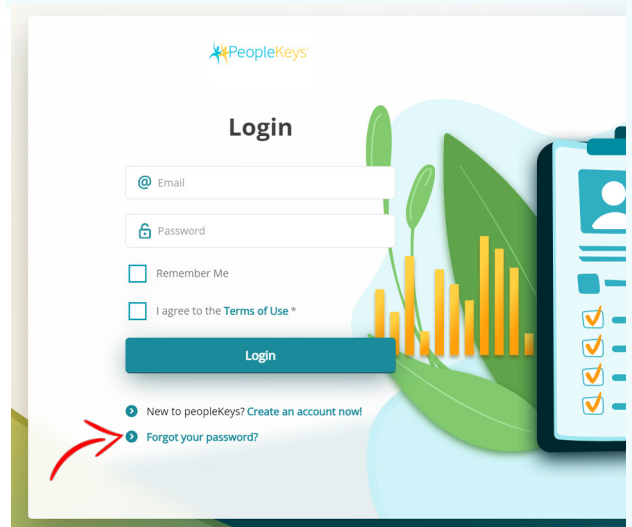 PeopleKeys
Login
@ Email
Password
Remember Me
I agree to the Terms of Use *
Login
New to peopleKeys? Create an account now!
Forgot your password?